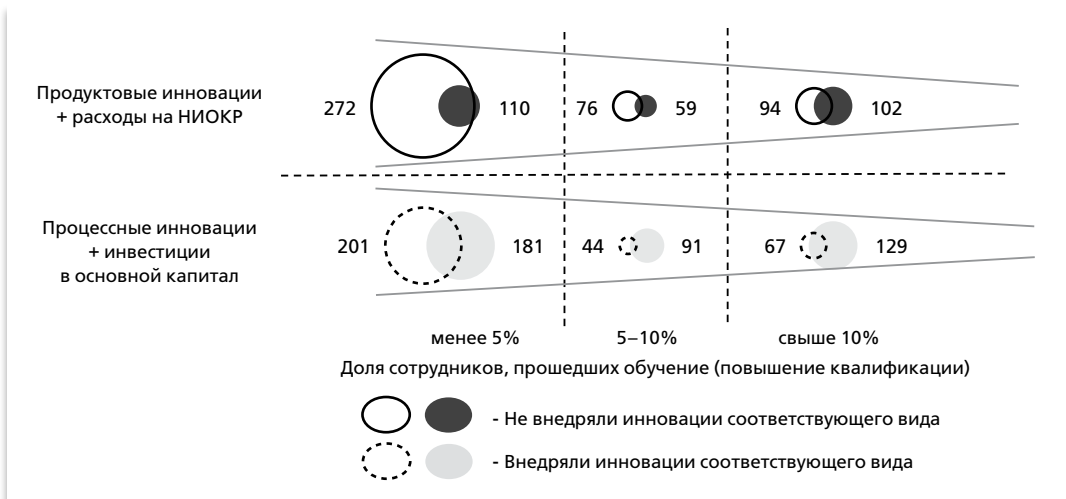 Продуктовые инновации
+ расходы на НИОКР
272
110
76
59
94
102
Процессные инновации
+ инвестиции
в основной капитал
201
181
44
91
67
129
менее 5%
5–10%
свыше 10%
Доля сотрудников, прошедших обучение (повышение квалификации)
- Не внедряли инновации соответствующего вида
- Внедряли инновации соответствующего вида